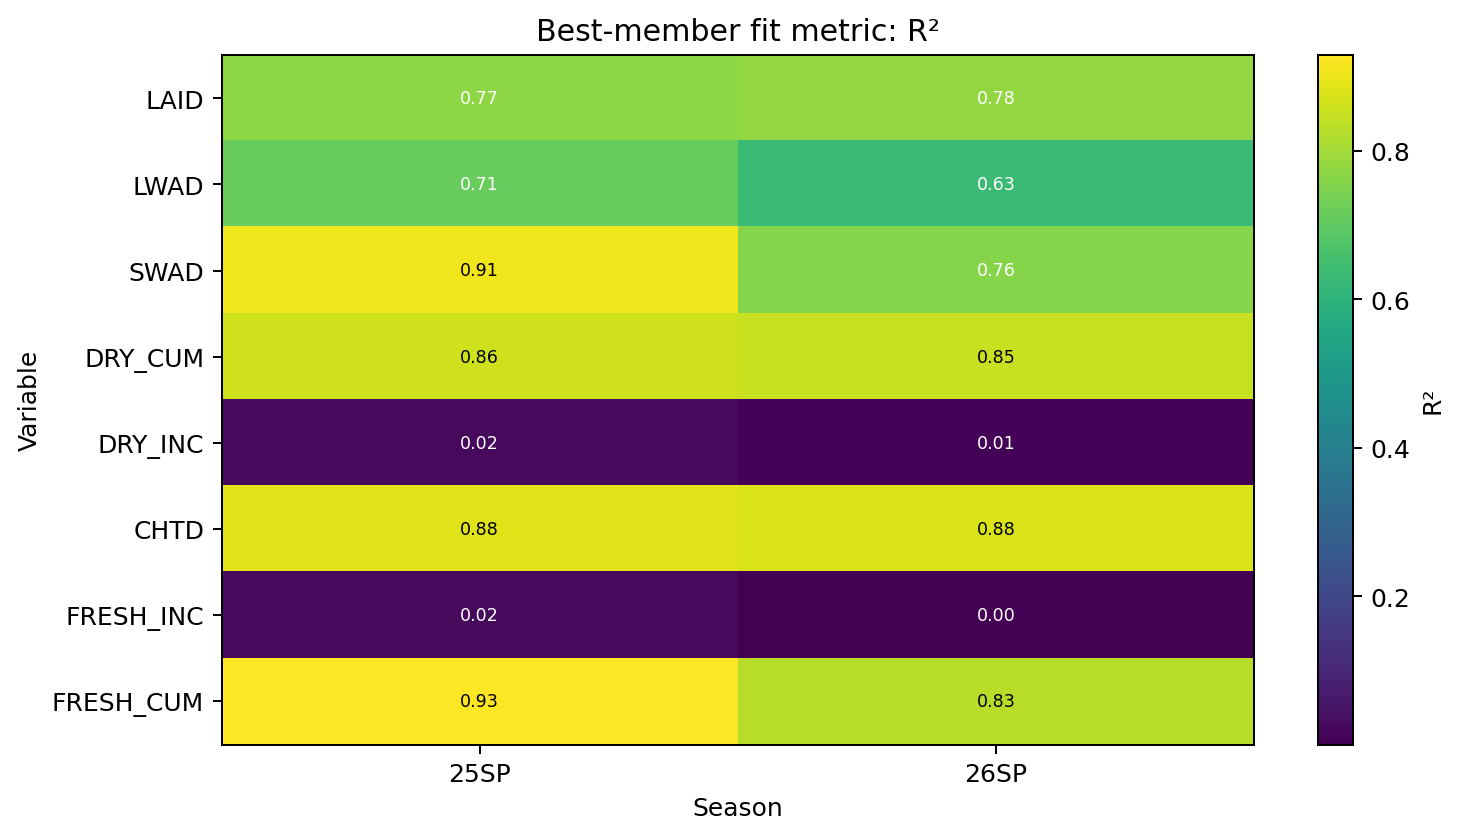 Best-member fit metric: R²
LAID 0.77 0.78
LWAD 0.71 0.63
SWAD 0.91 0.76
DRY_CUM 0.86 0.85
DRY_INC 0.02 0.01
CHTD 0.88 0.88
FRESH_INC 0.02 0.00
FRESH_CUM 0.93 0.83
25SP 26SP
Season
Variable
0.8
0.6
0.4
0.2
R²